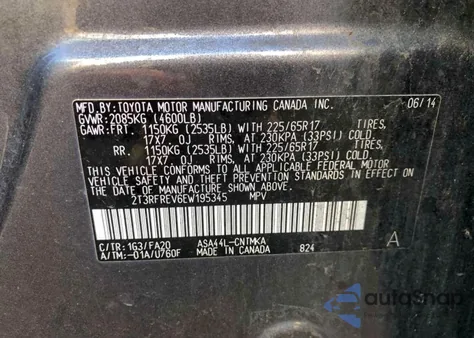 MFD.BY:TOYOTA MOTOR MANUFACTURING CANADA INC. 06/14
GVWR:2085KG (4600LB)
GAWR:FRT. 1150KG (2535LB) WITH 225/65R17 TIRES,
17X7 0J RIMS, AT 230KPA (33PSI) COLD.
RR. 1150KG (2535LB) WITH 225/65R17 TIRES,
17X7 0J RIMS, AT 230KPA (33PSI) COLD.
THIS VEHICLE CONFORMS TO ALL APPLICABLE FEDERAL MOTOR
VEHICLE SAFETY AND THEFT PREVENTION STANDARDS IN EFFECT ON
THE DATE OF MANUFACTURE SHOWN ABOVE.
2T3RFREV6EW195345 MPV
C/TR:163/FA20 ASA44L-CNTMKA A
A/TM:-01A/U760F MADE IN CANADA 824
autosnap